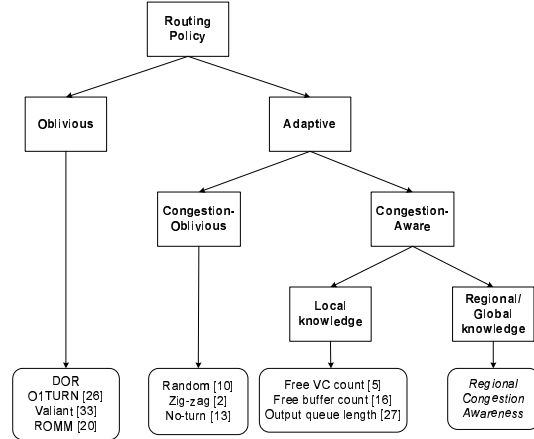 Routing
Policy
Oblivious
Adaptive
Congestion-
Oblivious
Congestion-
Aware
Local
knowledge
Regional/
Global
knowledge
DOR
O1TURN [26]
Valiant [33]
ROMM [20]
Random [10]
Zig-zag [2]
No-turn [13]
Free VC count [5]
Free buffer count [16]
Output queue length [27]
Regional
Congestion
Awareness